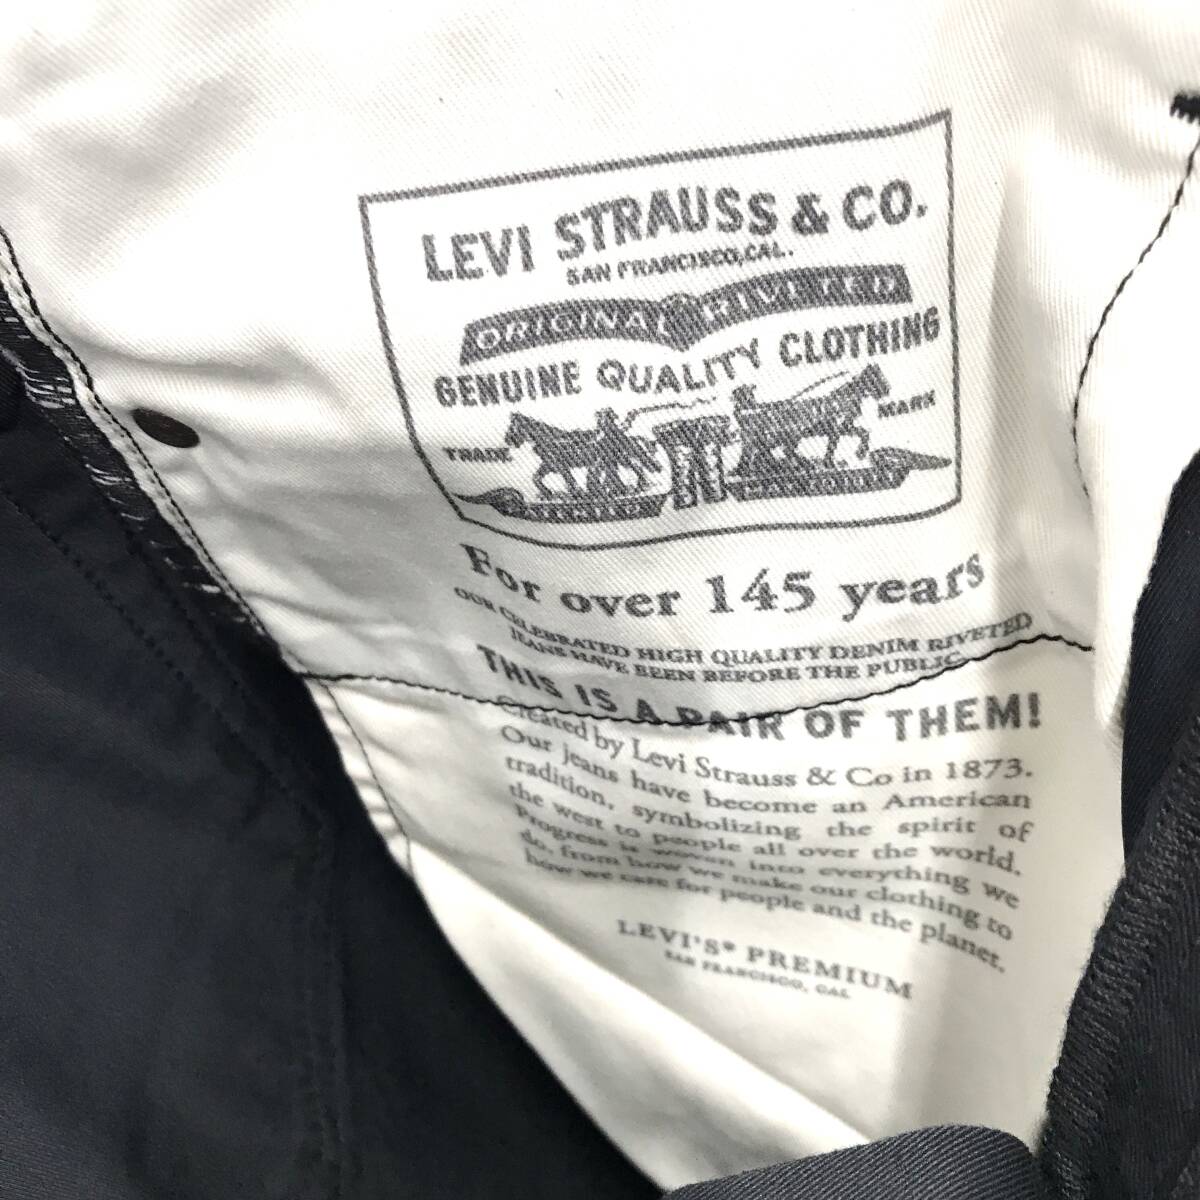 LEVI STRAUSS & CO.
SAN FRANCISCO, CAL.
ORIGINAL RIVETED
GENUINE QUALITY CLOTHING
TRADE MARK
For over 145 years
OUR CELEBRATED HIGH QUALITY DENIM RIVETED
JEANS HAVE BEEN BEFORE THE PUBLIC
THIS IS A PAIR OF THEM!
Created by Levi Strauss & Co in 1873.
Our jeans have become an American
tradition, symbolizing the spirit of
the west to people all over the world.
Progress is woven into everything we
do, from how we make our clothing to
how we care for people and the planet.
LEVI'S® PREMIUM
SAN FRANCISCO, CAL